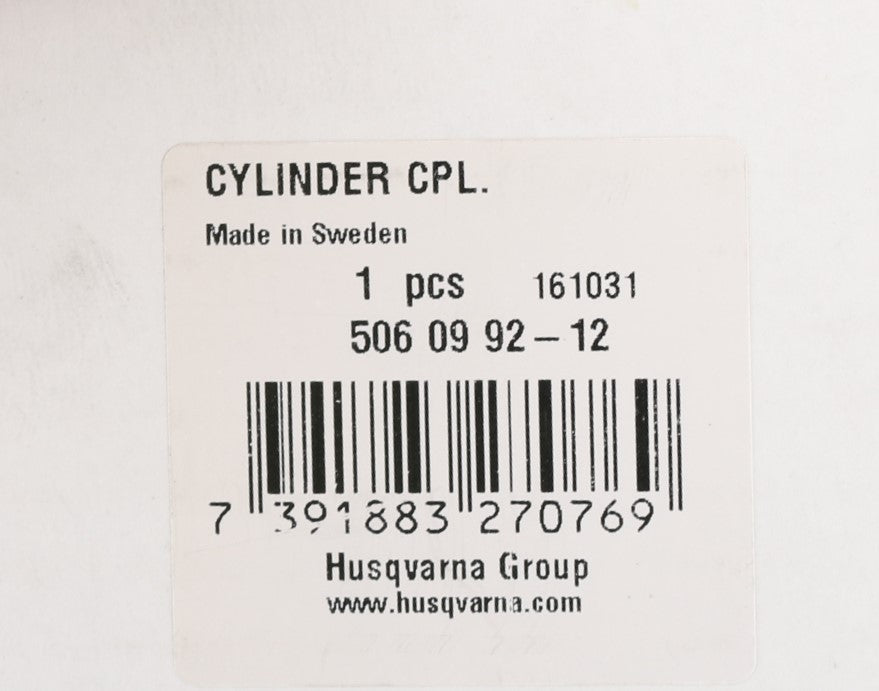 CYLINDER CPL.
Made in Sweden
1 pcs 161031
506 09 92-12
7 391883 270769
Husqvarna Group
www.husqvarna.com